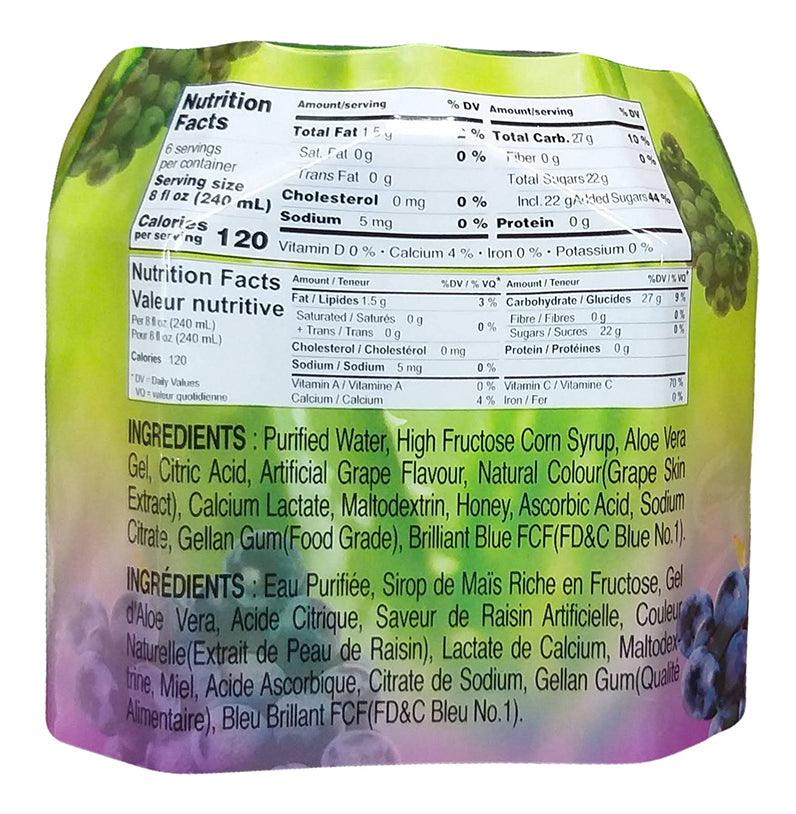 Nutrition Facts
6 servings
per container
Serving size
8 fl oz (240 mL)
Calories
per serving 120
Amount/serving % DV
Total Fat 1.5 g %
Sat. Fat 0g 0 %
Trans Fat 0 g
Cholesterol 0 mg 0 %
Sodium 5 mg 0 %
Amount/serving % DV
Total Carb. 27g 10%
Fiber 0 g 0%
Total Sugars 22g
Incl. 22 g Added Sugars 44%
Protein 0 g
Vitamin D 0 % • Calcium 4 % • Iron 0 % • Potassium 0 %
Nutrition Facts
Valeur nutritive
Per 8 fl oz (240 mL)
Pour 8 fl oz (240 mL)
Calories 120
*DV = Daily Values
VQ = valeur quotidienne
Amount / Teneur %DV / % VQ*
Fat / Lipides 1.5 g 3 %
Saturated / Saturés 0 g
+ Trans / Trans 0 g 0 %
Cholesterol / Cholestérol 0 mg
Sodium / Sodium 5 mg 0 %
Vitamin A / Vitamine A 0 %
Calcium / Calcium 4 %
Amount / Teneur %DV / % VQ*
Carbohydrate / Glucides 27 g 9 %
Fibre / Fibres 0 g 0 %
Sugars / Sucres 22 g 0 %
Protein / Protéines 0 g
Vitamin C / Vitamine C 70 %
Iron / Fer 0 %
INGREDIENTS : Purified Water, High Fructose Corn Syrup, Aloe Vera
Gel, Citric Acid, Artificial Grape Flavour, Natural Colour(Grape Skin
Extract), Calcium Lactate, Maltodextrin, Honey, Ascorbic Acid, Sodium
Citrate, Gellan Gum(Food Grade), Brilliant Blue FCF(FD&C Blue No.1).
INGRÉDIENTS : Eau Purifiée, Sirop de Maïs Riche en Fructose, Gel
d'Aloe Vera, Acide Citrique, Saveur de Raisin Artificielle, Couleur
Naturelle(Extrait de Peau de Raisin), Lactate de Calcium, Maltodex-
trine, Miel, Acide Ascorbique, Citrate de Sodium, Gellan Gum(Qualité
Alimentaire), Bleu Brillant FCF(FD&C Bleu No.1).